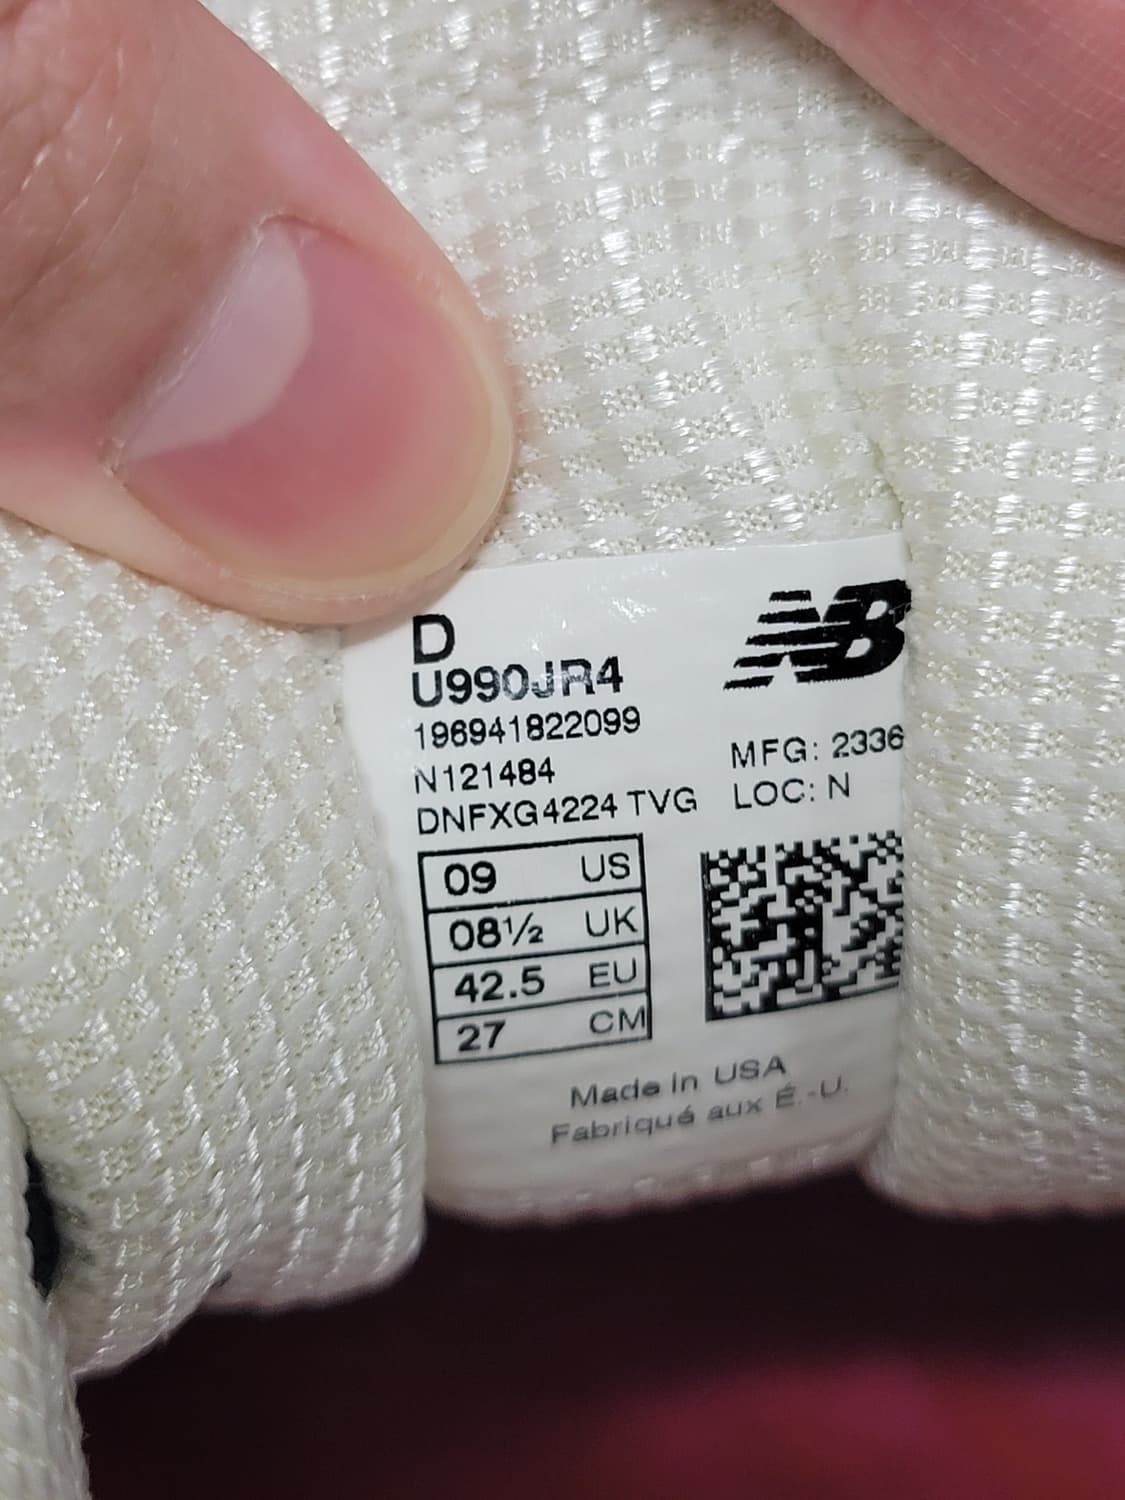 D
U990JR4
196941822099
N121484
DNFXG4224 TVG
NB
MFG: 2336
LOC: N
09 US
08½ UK
42.5 EU
27 CM
Made in USA
Fabriqué aux É.-U.